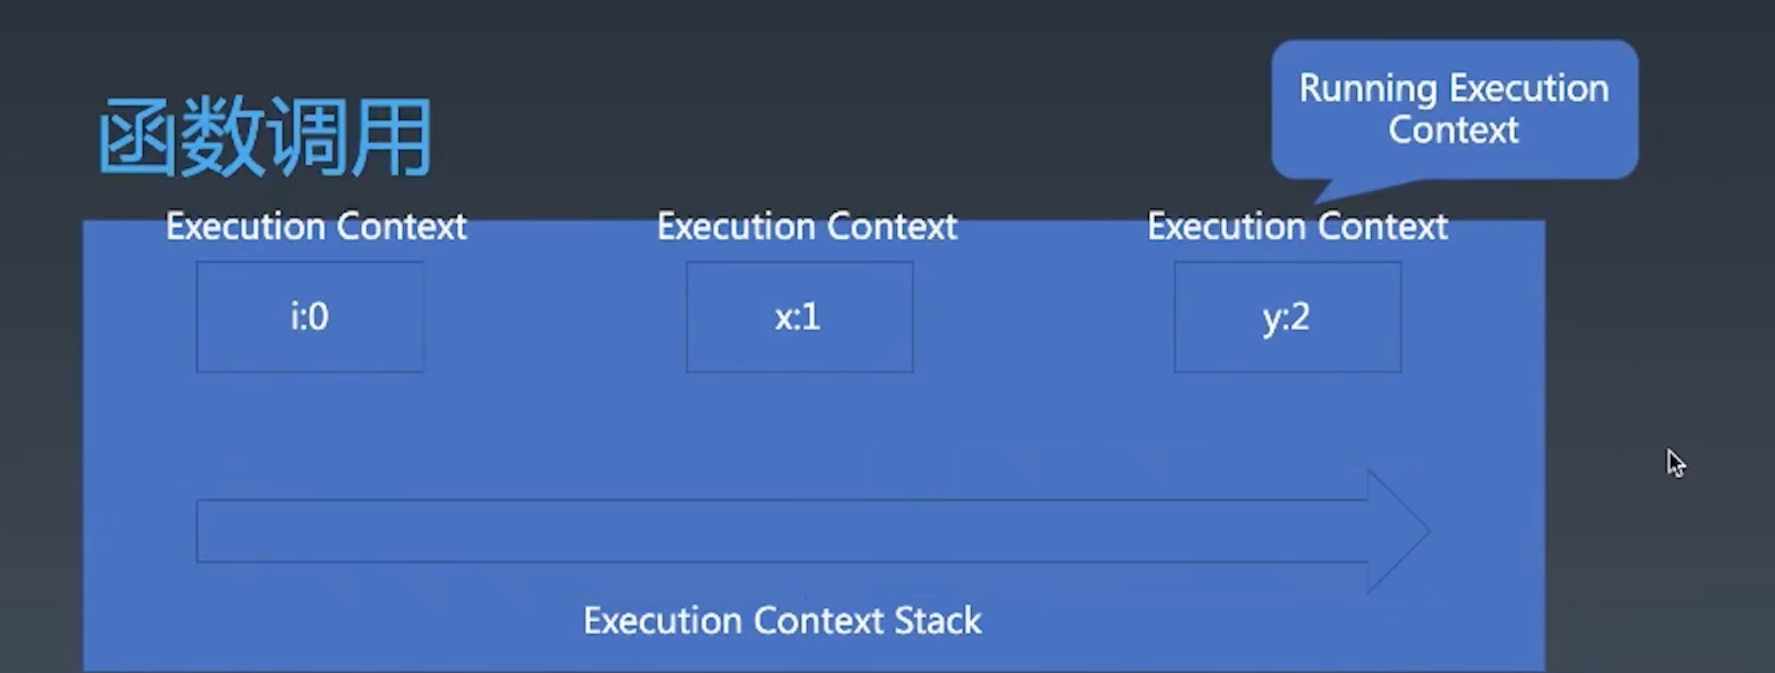 函数调用
Running Execution
Context
Execution Context
Execution Context
Execution Context
i:0
x:1
y:2
Execution Context Stack